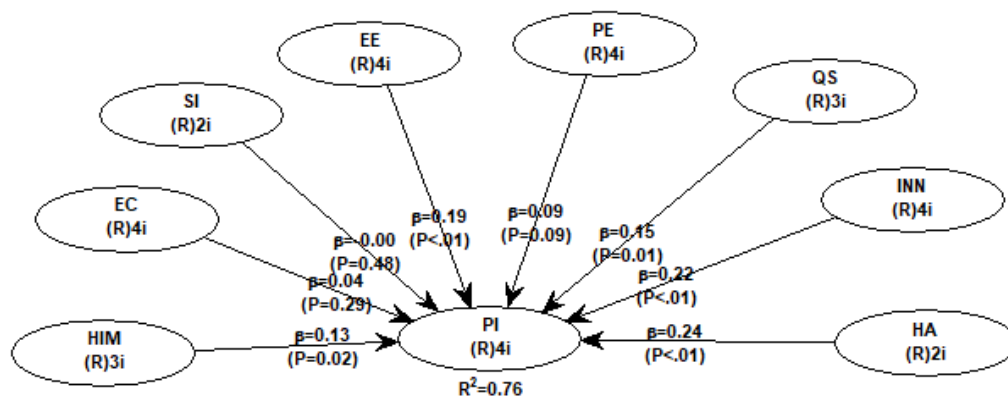 EE
(R)4i
PE
(R)4i
SI
(R)2i
QS
(R)3i
EC
(R)4i
INN
(R)4i
β=0.19
(P<.01)
β=0.09
(P=0.09)
β=-0.00
(P=0.48)
β=0.15
(P=0.01)
β=0.04
(P=0.29)
β=0.22
(P<.01)
HIM
(R)3i
β=0.13
(P=0.02)
PI
(R)4i
β=0.24
(P<.01)
HA
(R)2i
R²=0.76